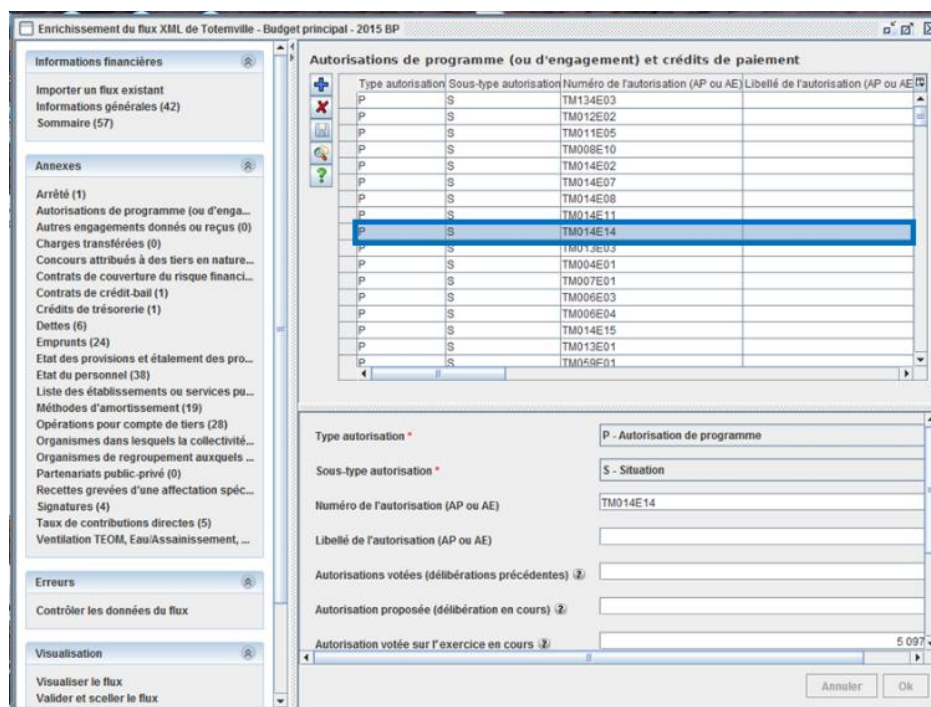 Enrichissement du flux XML de Totemville - Budget principal - 2015 BP
Informations financières
Importer un flux existant
Informations générales (42)
Sommaire (57)
Annexes
Arrêté (1)
Autorisations de programme (ou d'enga...
Autres engagements donnés ou reçus (0)
Charges transférées (0)
Concours attribués à des tiers en nature...
Contrats de couverture du risque financi...
Contrats de crédit-bail (1)
Crédits de trésorerie (1)
Dettes (6)
Emprunts (24)
Etat des provisions et étalement des pro...
Etat du personnel (38)
Liste des établissements ou services pu...
Méthodes d'amortissement (19)
Opérations pour compte de tiers (28)
Organismes dans lesquels la collectivité...
Organismes de regroupement auxquels ...
Partenariats public-privé (0)
Recettes grevées d'une affectation spéc...
Signatures (4)
Taux de contributions directes (5)
Ventilation TEOM, Eau/Assainissement, ...
Erreurs
Contrôler les données du flux
Visualisation
Visualiser le flux
Valider et sceller le flux
Autorisations de programme (ou d'engagement) et crédits de paiement
Type autorisation Sous-type autorisation Numéro de l'autorisation (AP ou AE) Libellé de l'autorisation (AP ou AE
P S TM134E03
P S TM012E02
P S TM011E05
P S TM008E10
P S TM014E02
P S TM014E07
P S TM014E08
P S TM014E11
P S TM014E14
P S TM013E03
P S TM004E01
P S TM007E01
P S TM006E03
P S TM006E04
P S TM014E15
P S TM013E01
P S TM059E01
Type autorisation * P - Autorisation de programme
Sous-type autorisation * S - Situation
Numéro de l'autorisation (AP ou AE) TM014E14
Libellé de l'autorisation (AP ou AE)
Autorisations votées (délibérations précédentes) ?
Autorisation proposée (délibération en cours) ?
Autorisation votée sur l'exercice en cours ? 5 097
Annuler Ok